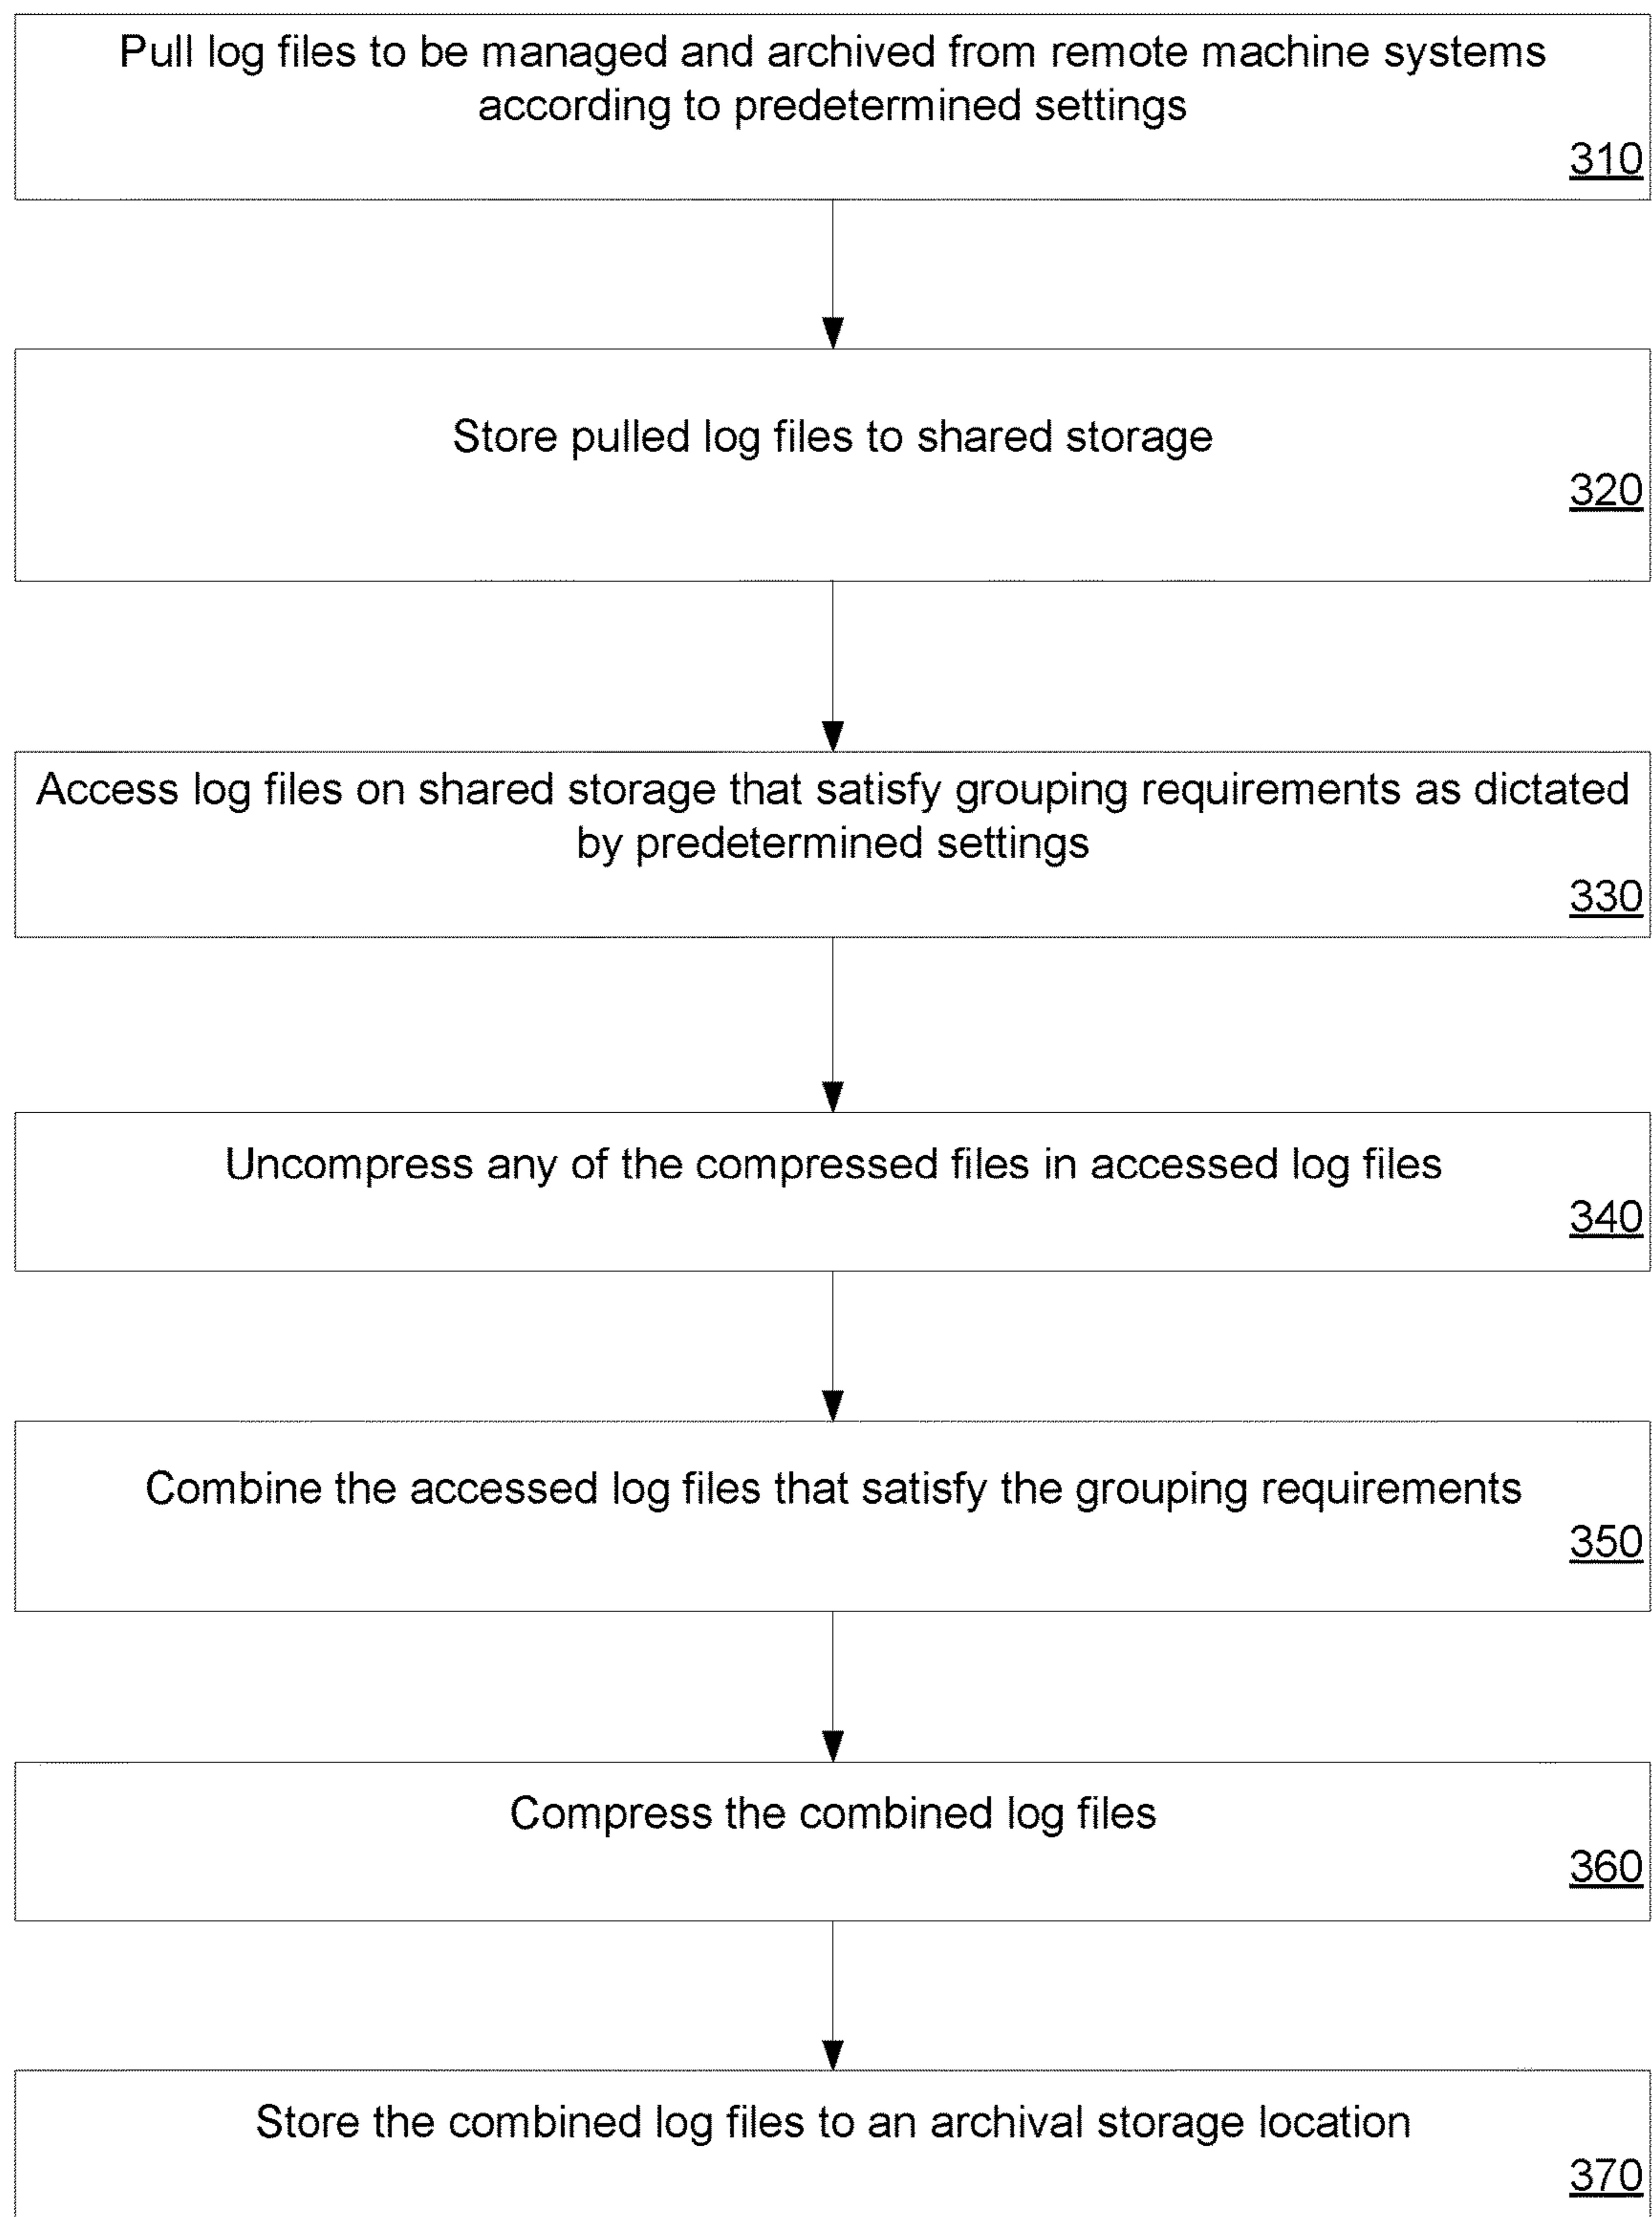 Pull log files to be managed and archived from remote machine systems
according to predetermined settings
310
Store pulled log files to shared storage
320
Access log files on shared storage that satisfy grouping requirements as dictated
by predetermined settings
330
Uncompress any of the compressed files in accessed log files
340
Combine the accessed log files that satisfy the grouping requirements
350
Compress the combined log files
360
Store the combined log files to an archival storage location
370